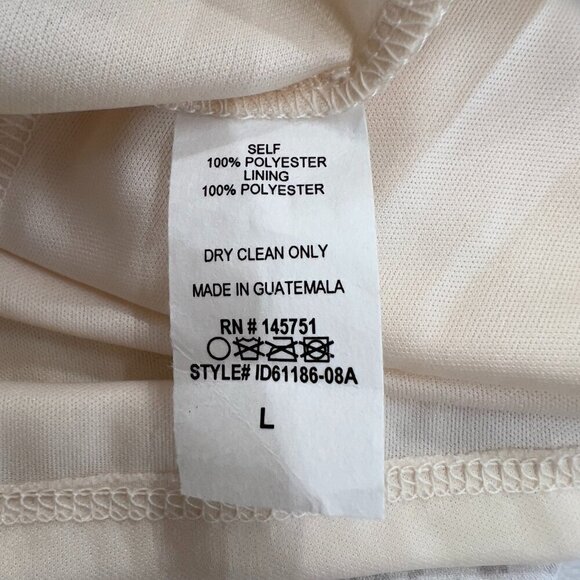 SELF
100% POLYESTER
LINING
100% POLYESTER
DRY CLEAN ONLY
MADE IN GUATEMALA
RN # 145751
STYLE# ID61186-08A
L